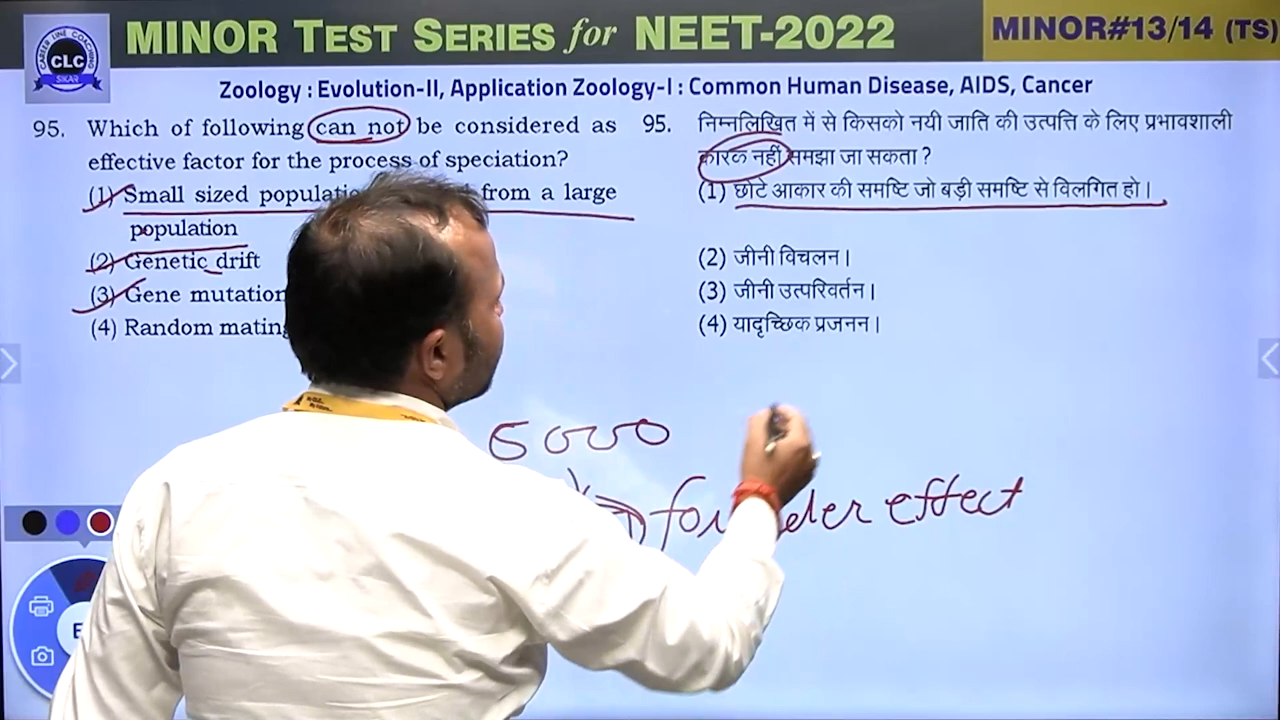 CAREER LINE COACHING
CLC
SIKAR
MINOR TEST SERIES for NEET-2022
MINOR#13/14 (TS)
Zoology : Evolution-II, Application Zoology-I : Common Human Disease, AIDS, Cancer
95. Which of following can not be considered as
effective factor for the process of speciation?
(1) Small sized from a large
population
(2) Genetic drift
(3) Gene mutation
(4) Random mating
95. निम्नलिखित में से किसको नयी जाति की उत्पत्ति के लिए प्रभावशाली
कारक नहीं समझा जा सकता ?
(1) छोटे आकार की समष्टि जो बड़ी समष्टि से विलगित हो।
(2) जीनी विचलन।
(3) जीनी उत्परिवर्तन।
(4) यादृच्छिक प्रजनन।
5000
effect
E